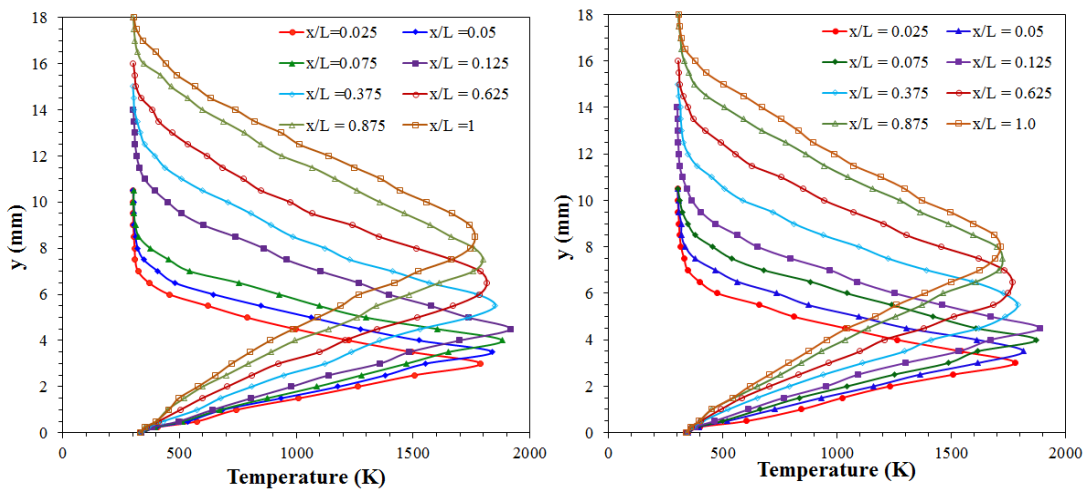 18
16
14
12
10
8
6
4
2
0
y (mm)
x/L=0.025
x/L=0.05
x/L=0.075
x/L = 0.125
x/L=0.375
x/L = 0.625
x/L = 0.875
x/L=1
0
500
1000
1500
2000
Temperature (K)
18
16
14
12
10
8
6
4
2
0
y (mm)
x/L =0.025
x/L = 0.05
x/L = 0.075
x/L = 0.125
x/L = 0.375
x/L = 0.625
x/L = 0.875
x/L = 1.0
0
500
1000
1500
2000
Temperature (K)